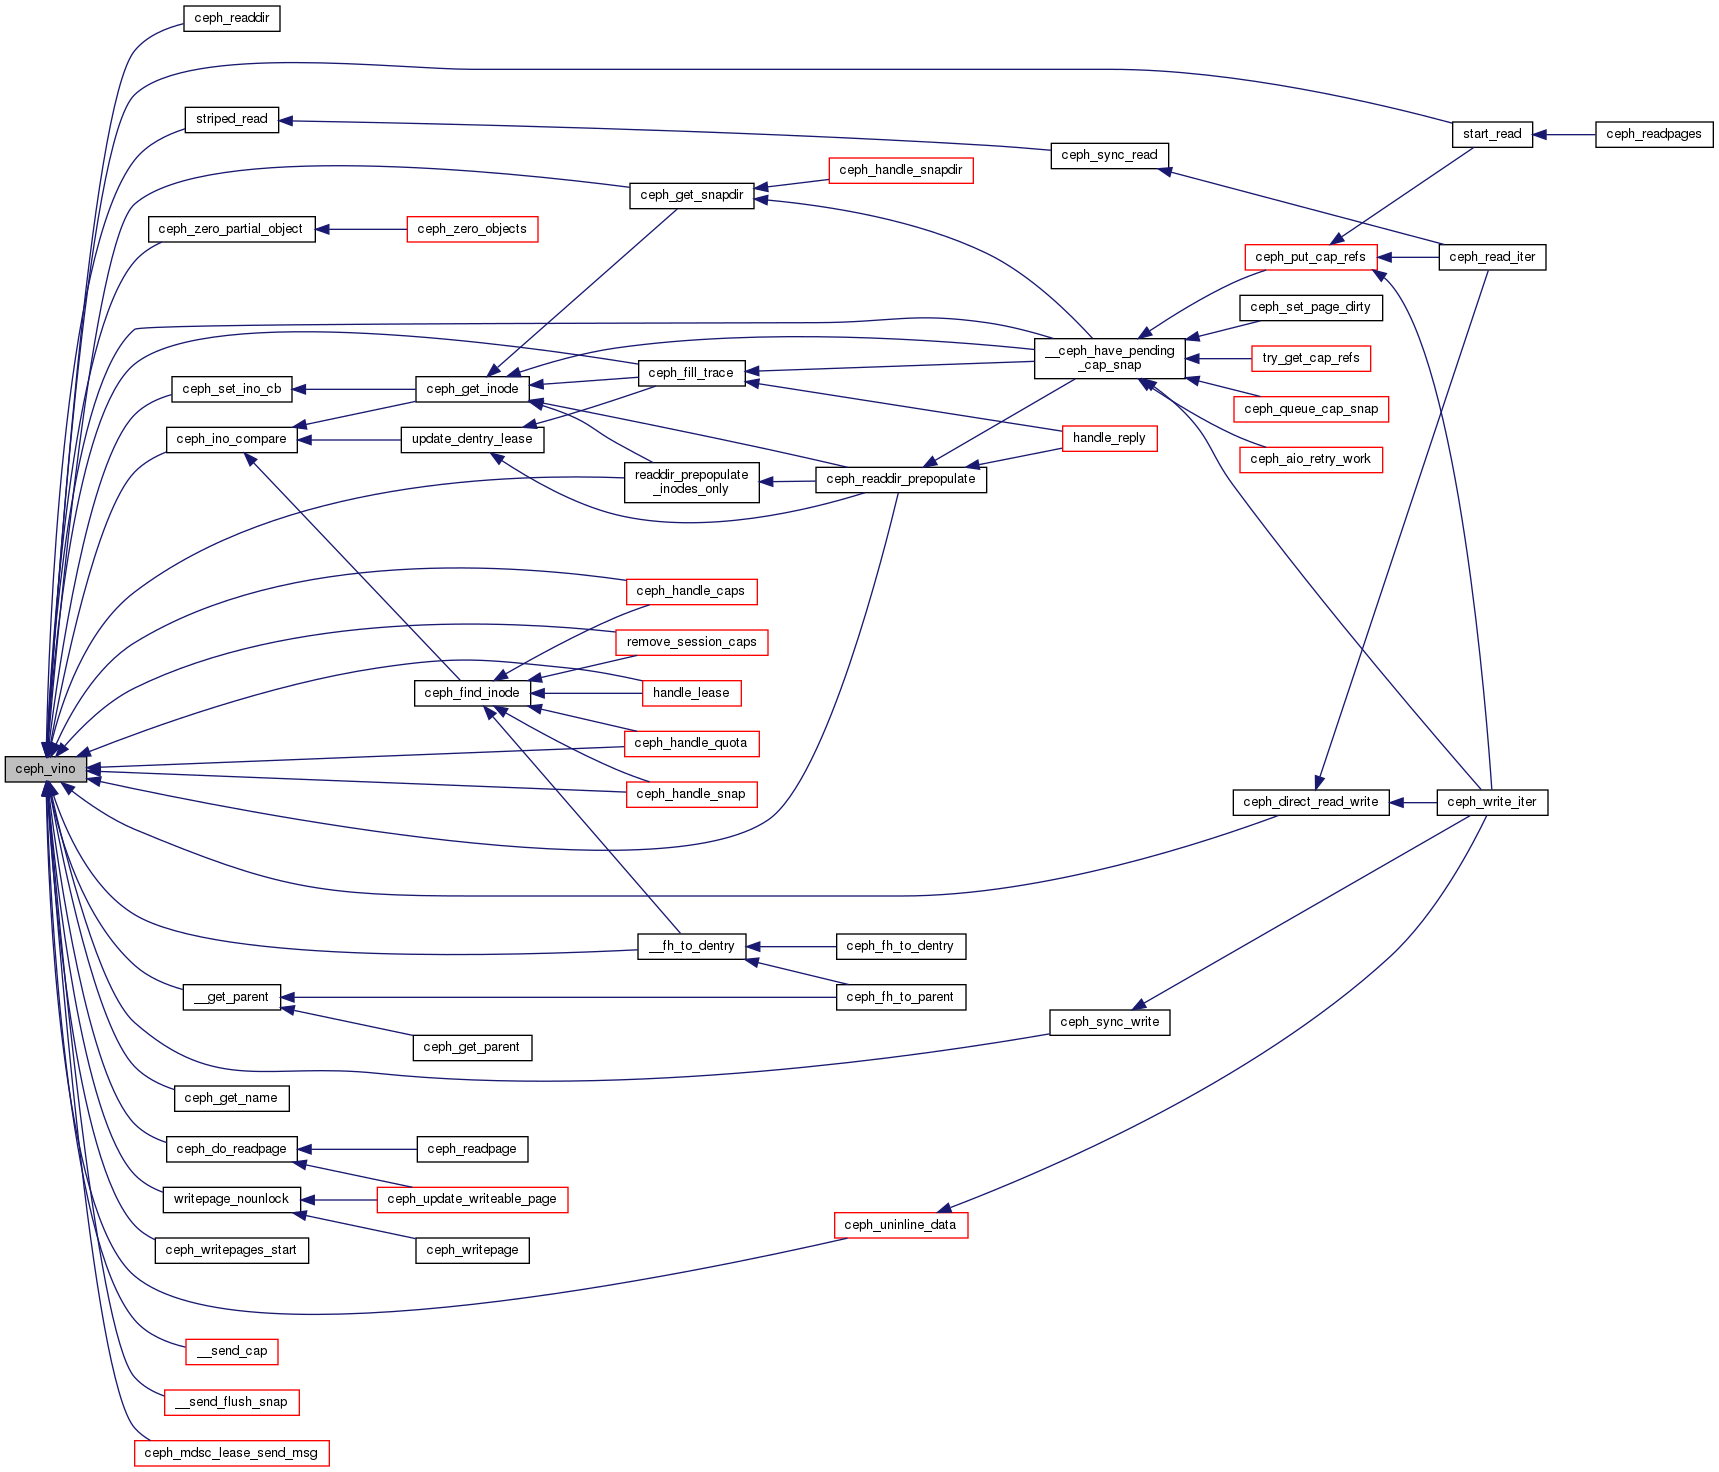 ceph_readdir
striped_read
start_read
ceph_readpages
ceph_sync_read
ceph_handle_snapdir
ceph_get_snapdir
ceph_zero_partial_object
ceph_zero_objects
ceph_put_cap_refs
ceph_read_iter
ceph_set_page_dirty
__ceph_have_pending
_cap_snap
try_get_cap_refs
ceph_fill_trace
ceph_set_ino_cb
ceph_get_inode
ceph_queue_cap_snap
ceph_ino_compare
update_dentry_lease
handle_reply
ceph_aio_retry_work
readdir_prepopulate
_inodes_only
ceph_readdir_prepopulate
ceph_handle_caps
remove_session_caps
ceph_find_inode
handle_lease
ceph_handle_quota
ceph_vino
ceph_handle_snap
ceph_direct_read_write
ceph_write_iter
__fh_to_dentry
ceph_fh_to_dentry
__get_parent
ceph_fh_to_parent
ceph_sync_write
ceph_get_parent
ceph_get_name
ceph_do_readpage
ceph_readpage
writepage_nounlock
ceph_update_writeable_page
ceph_uninline_data
ceph_writepages_start
ceph_writepage
__send_cap
__send_flush_snap
ceph_mdsc_lease_send_msg